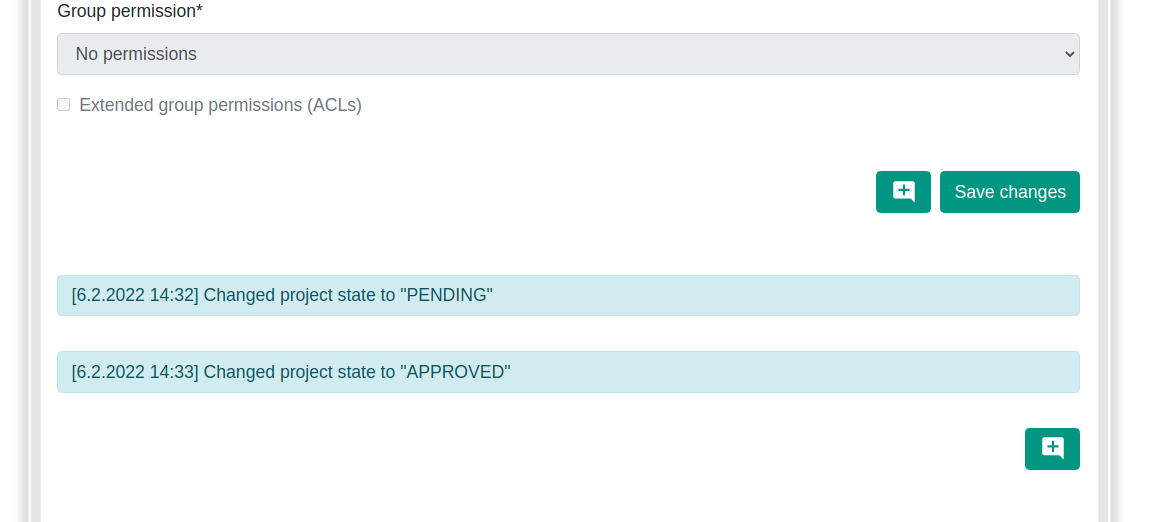 Group permission*
No permissions
Extended group permissions (ACLs)
Save changes
[6.2.2022 14:32] Changed project state to "PENDING"
[6.2.2022 14:33] Changed project state to "APPROVED"